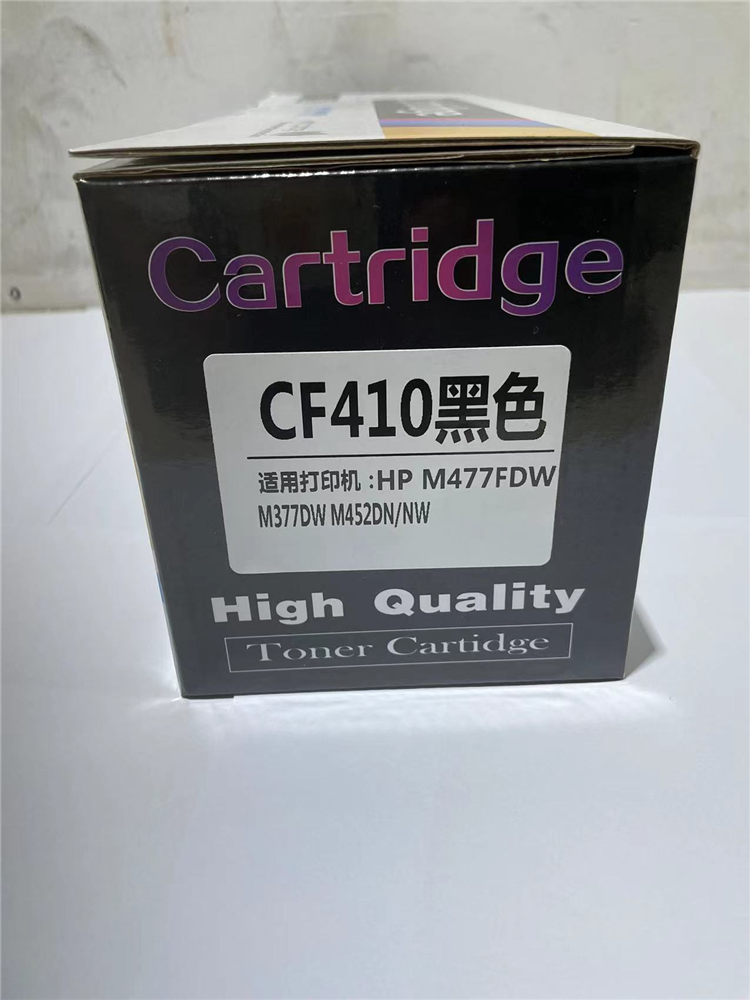 Cartridge
CF410黑色
适用打印机:HP M477FDW
M377DW M452DN/NW
High Quality
Toner Cartidge